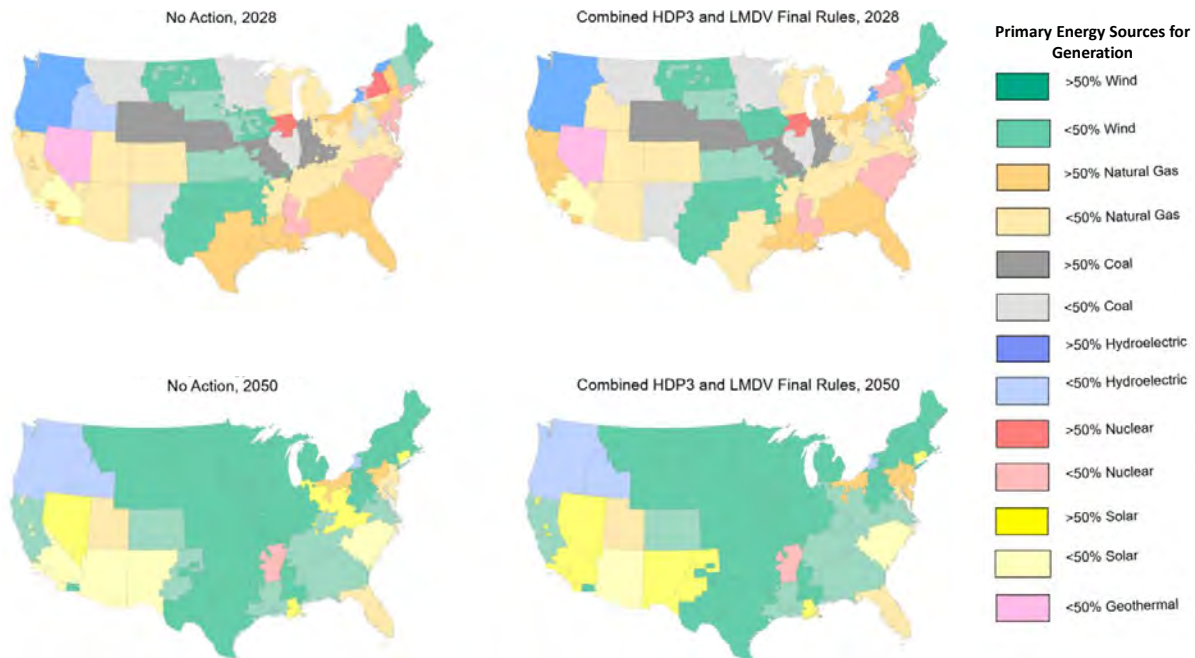 No Action, 2028
Combined HDP3 and LMDV Final Rules, 2028
Primary Energy Sources for
Generation
>50% Wind
<50% Wind
>50% Natural Gas
<50% Natural Gas
>50% Coal
<50% Coal
>50% Hydroelectric
<50% Hydroelectric
>50% Nuclear
<50% Nuclear
>50% Solar
<50% Solar
<50% Geothermal
No Action, 2050
Combined HDP3 and LMDV Final Rules, 2050